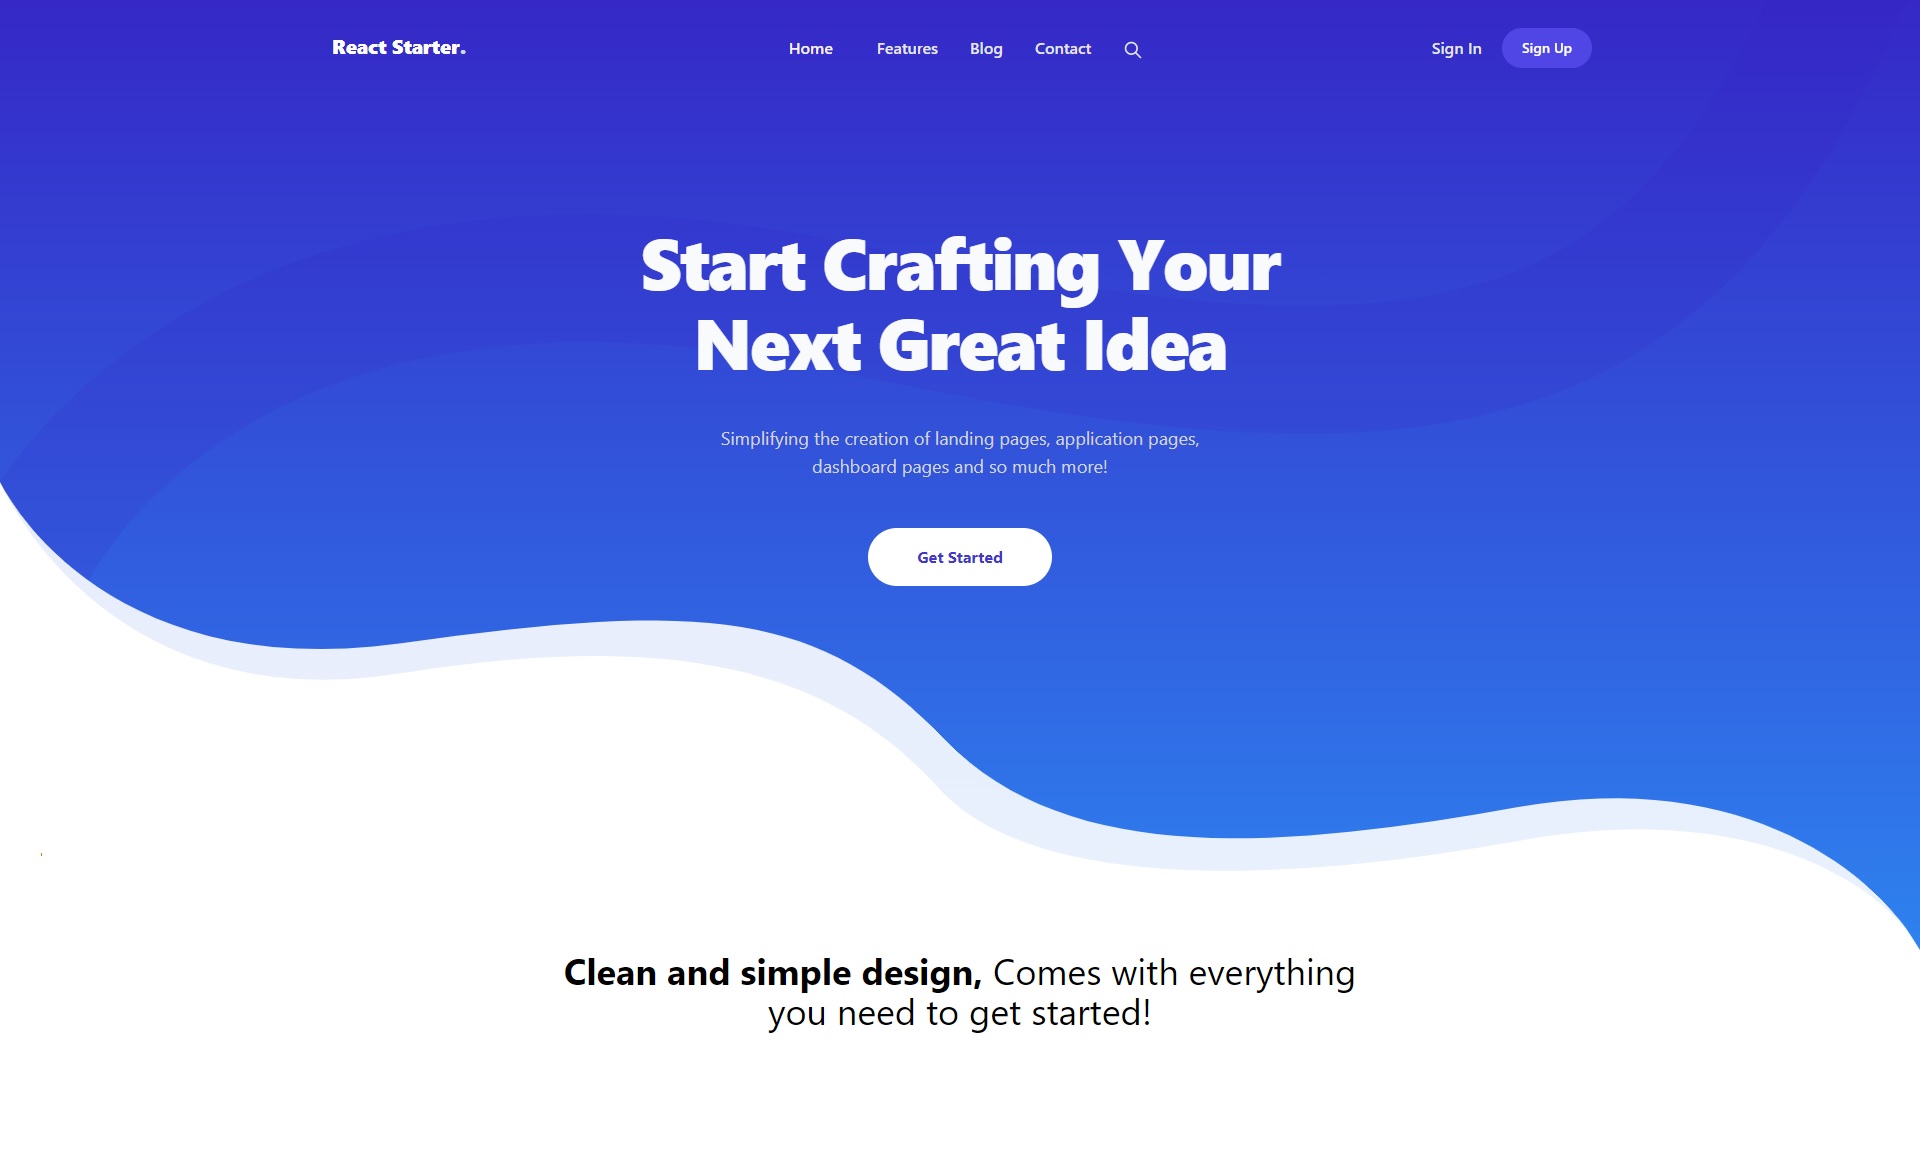 React Starter.
Home Features Blog Contact
Sign In Sign Up
Start Crafting Your
Next Great Idea
Simplifying the creation of landing pages, application pages,
dashboard pages and so much more!
Get Started
Clean and simple design, Comes with everything
you need to get started!